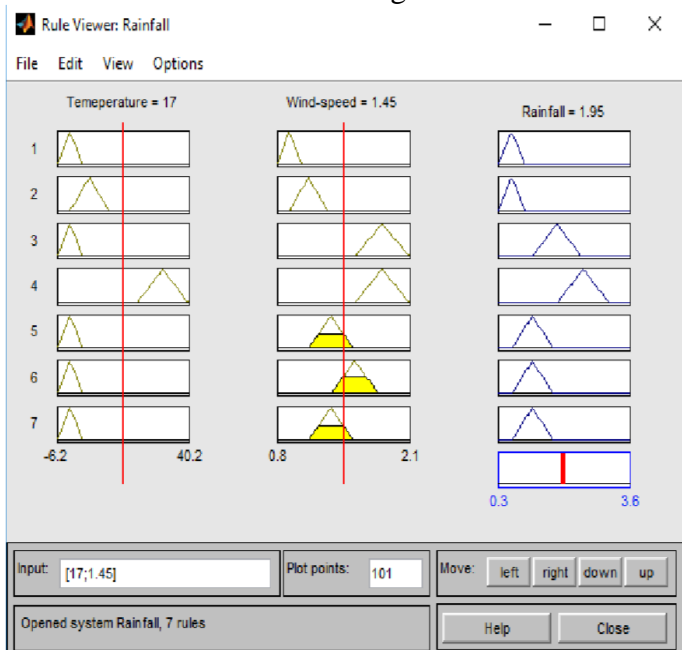 Rule Viewer: Rainfall
File Edit View Options
Temeperature = 17 Wind-speed = 1.45 Rainfall = 1.95
1
2
3
4
5
6
7
-6.2 40.2 0.8 2.1
0.3 3.6
Input: [17;1.45] Plot points: 101 Move: left right down up
Opened system Rainfall, 7 rules Help Close